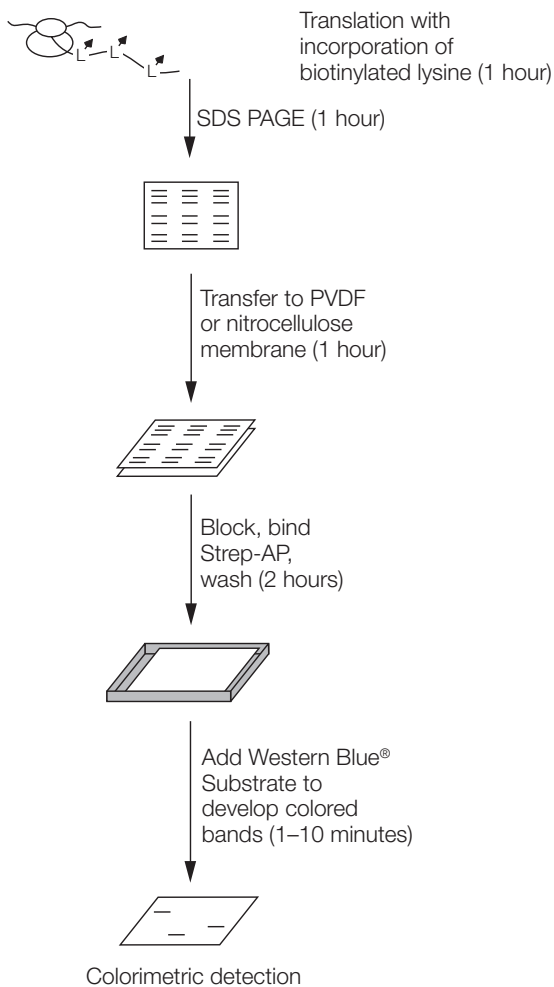 Translation with
incorporation of
biotinylated lysine (1 hour)
L
L
L
SDS PAGE (1 hour)
Transfer to PVDF
or nitrocellulose
membrane (1 hour)
Block, bind
Strep-AP,
wash (2 hours)
Add Western Blue®
Substrate to
develop colored
bands (1–10 minutes)
Colorimetric detection